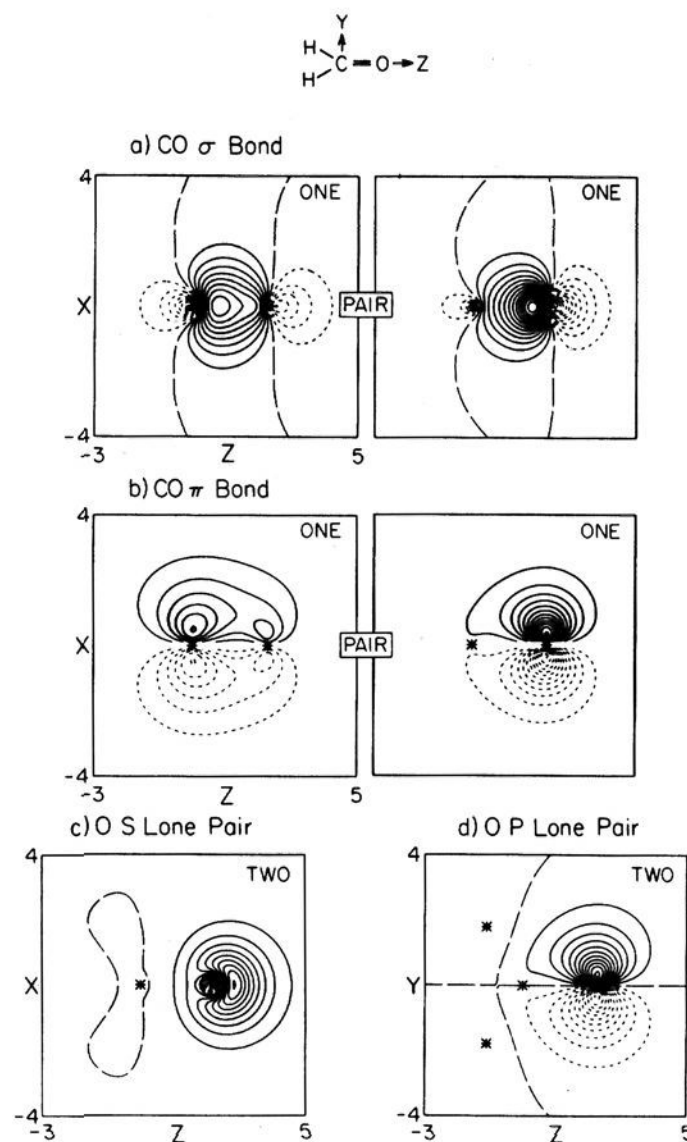 Y
H
C=O→Z
H
a) CO σ Bond
4
ONE
ONE
X
PAIR
-4
-3
Z
5
b) CO π Bond
4
ONE
ONE
X
PAIR
-4
-3
Z
5
c) O S Lone Pair
d) O P Lone Pair
4
TWO
4
TWO
X
Y
-4
-4
-3
Z
5
-3
Z
5